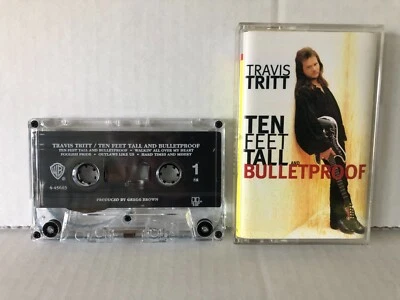 TRAVIS TRITT / TEN FEET TALL AND BULLETPROOF
TEN FEET TALL AND BULLETPROOF • WALKIN' ALL OVER MY HEART
FOOLISH PRIDE • OUTLAWS LIKE US • HARD TIMES AND MISERY
1
PRODUCED BY GREGG BROWN
TRAVIS
TRITT
TEN
FEET
TALL
AND
BULLETPROOF